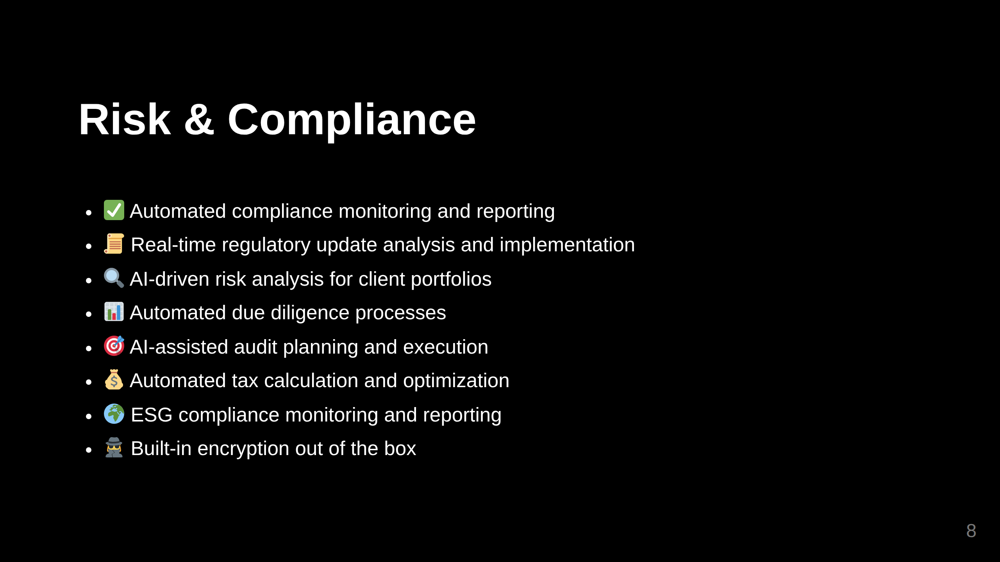 Risk & Compliance
• ✅ Automated compliance monitoring and reporting
• 📜 Real-time regulatory update analysis and implementation
• 🔍 AI-driven risk analysis for client portfolios
• 📊 Automated due diligence processes
• 🎯 AI-assisted audit planning and execution
• 💰 Automated tax calculation and optimization
• 🌍 ESG compliance monitoring and reporting
• 🕵️‍♀️ Built-in encryption out of the box
8